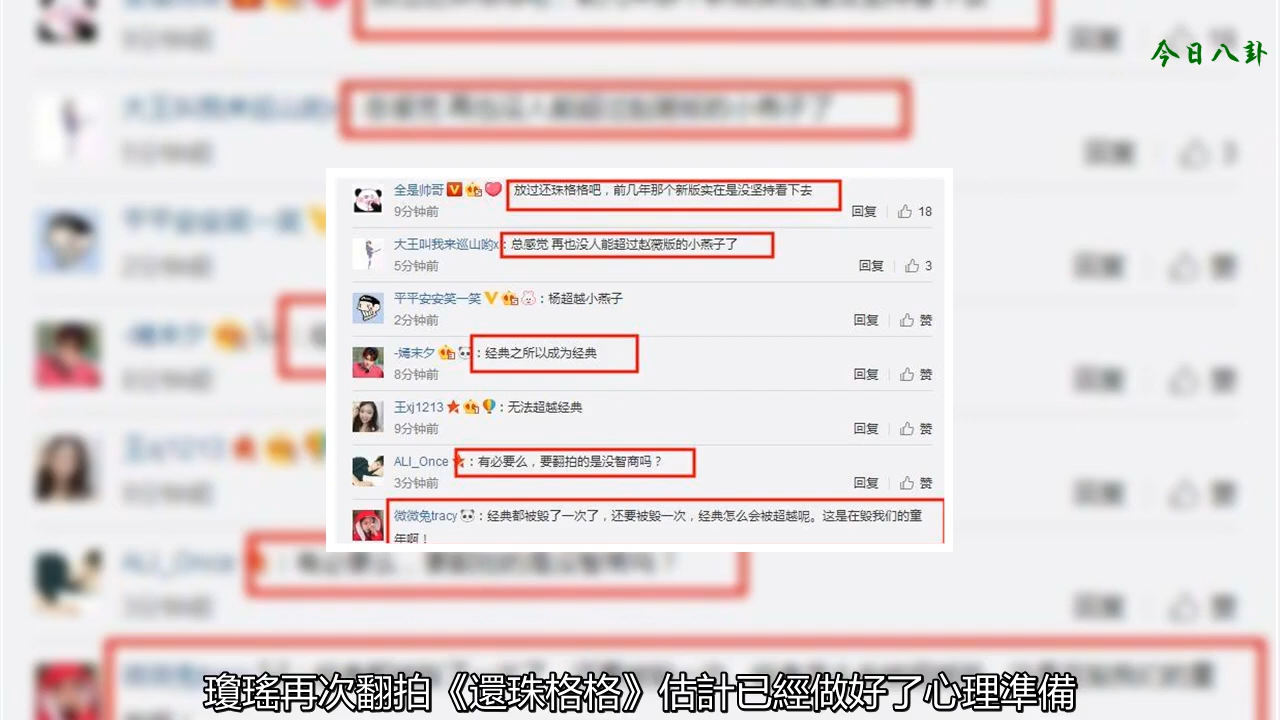 今日八卦
全是帅哥
放过还珠格格吧，前几年那个新版实在是没坚持看下去
9分钟前
回复 18
大王叫我来巡山哟x：总感觉 再也没人能超过赵薇版的小燕子了
5分钟前
回复 3
平平安安笑一笑：杨超越小燕子
2分钟前
回复 赞
-嫣未夕：经典之所以成为经典
8分钟前
回复 赞
王xj1213：无法超越经典
9分钟前
回复 赞
ALI_Once：有必要么，要翻拍的是没智商吗？
3分钟前
回复 赞
微微兔tracy：经典都被毁了一次了，还要被毁一次，经典怎么会被超越呢。这是在毁我们的童
年啊！
瓊瑤再次翻拍《還珠格格》估計已經做好了心理準備